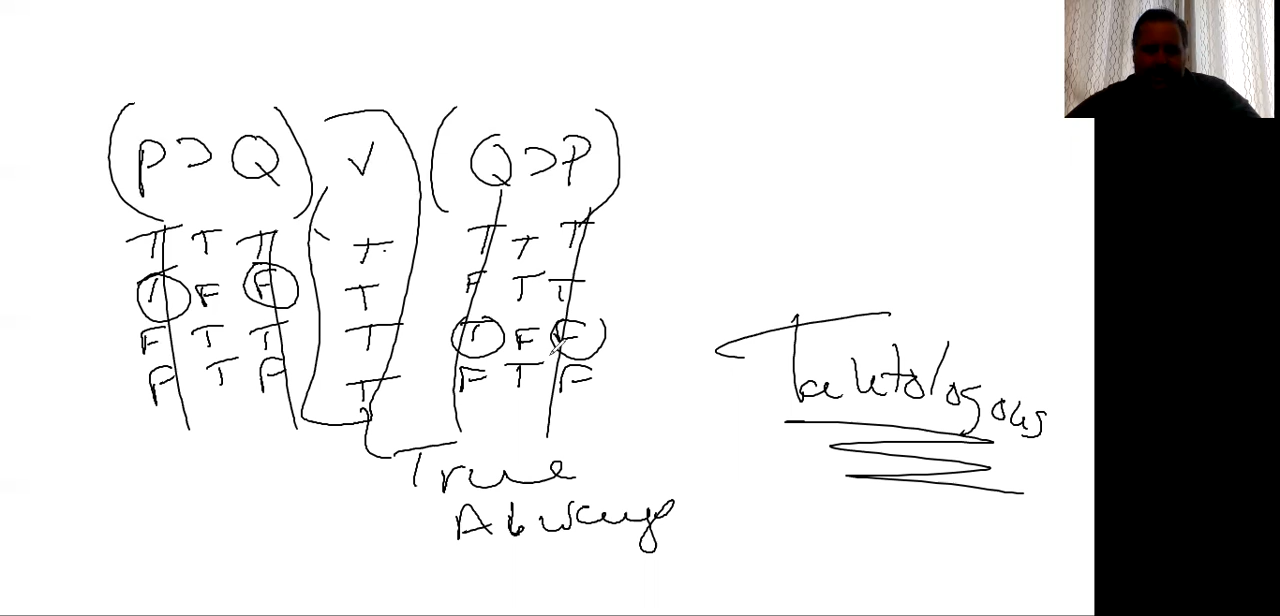 (P ⊃ Q) ∨ (Q ⊃ P)
T T T T T T T
T F F T F T T
F T T T T F F
F T F T F T F
True
Always
Tautologous